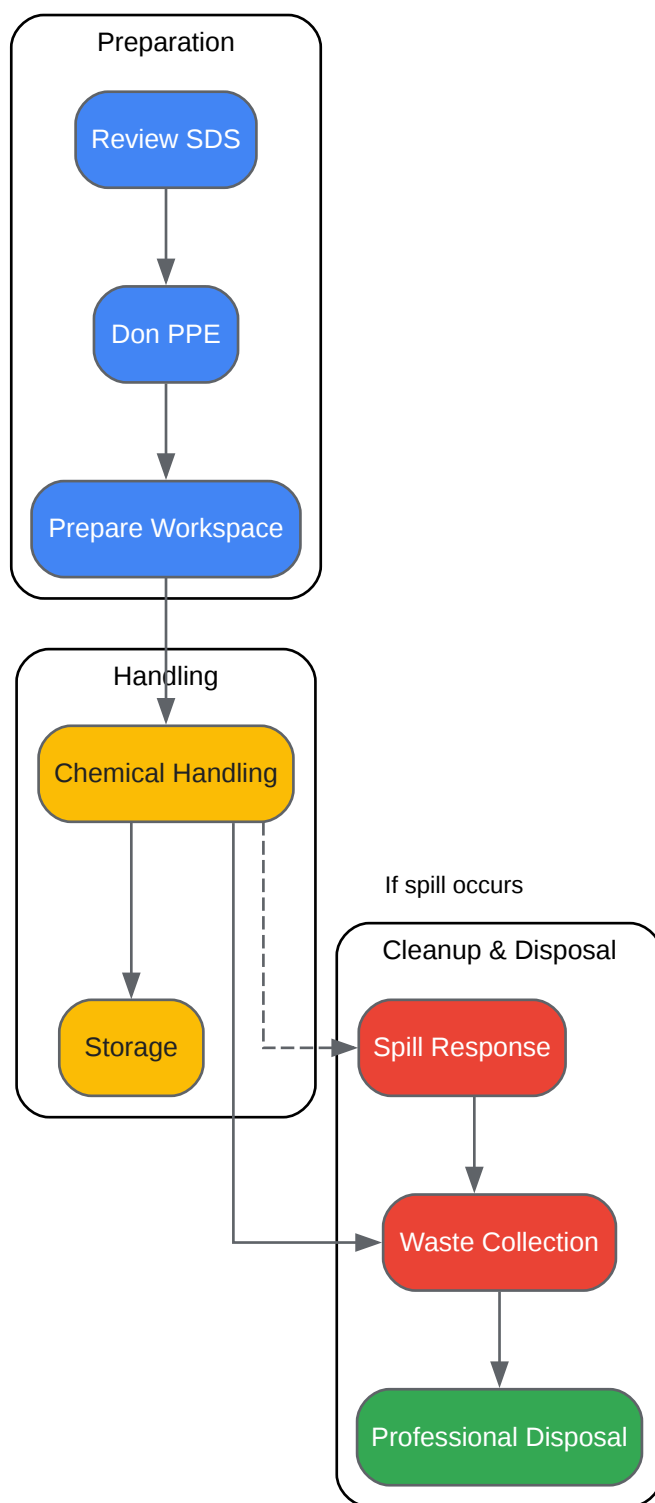 Preparation
Review SDS
Don PPE
Prepare Workspace
Handling
Chemical Handling
If spill occurs
Cleanup & Disposal
Storage
Spill Response
Waste Collection
Professional Disposal